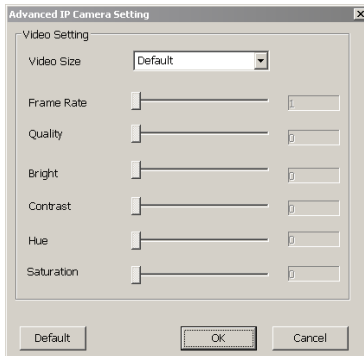 Advanced IP Camera Setting
Video Setting
Video Size Default
Frame Rate 1
Quality 0
Bright 0
Contrast 0
Hue 0
Saturation 0
Default OK Cancel